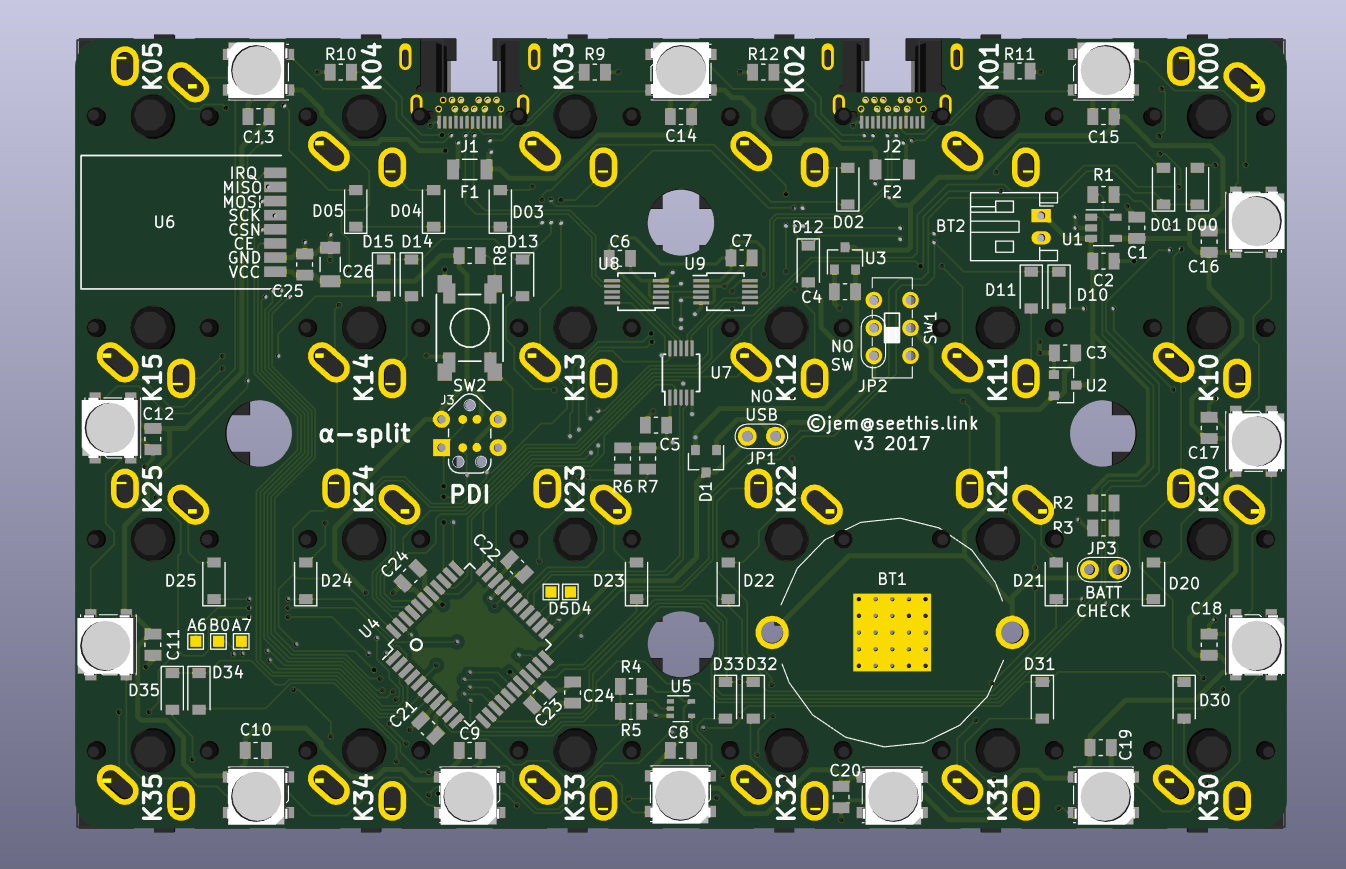 K05
R10
K04
K03
R9
R12
K02
K01
R11
K00
C13
J1
C14
J2
C15
F1
F2
R1
IRQ
MISO
MOSI
SCK
CSN
CE
GND
VCC
U6
D05
D04
D03
D02
D01
D00
BT2
U1
C1
C2
C16
D15
D14
R8
D13
C6
C7
D12
U3
C26
C25
U8
U9
C4
D11
D10
SW1
NO
SW
JP2
C3
U2
K15
K14
SW2
K13
U7
K12
K11
K10
J3
NO
USB
JP1
C12
α-split
C5
©jem@seethis.link
v3 2017
C17
K25
K24
PDI
K23
R6
R7
D1
K22
K21
K20
R2
R3
C24
C22
JP3
BATT
CHECK
D25
D24
D23
D22
BT1
D21
D20
D5
D4
A6
B0
A7
U4
C18
C11
D35
D34
R4
U5
D33
D32
D31
D30
C21
C23
C24
R5
C10
C9
C8
C19
C20
K35
K34
K33
K32
K31
K30